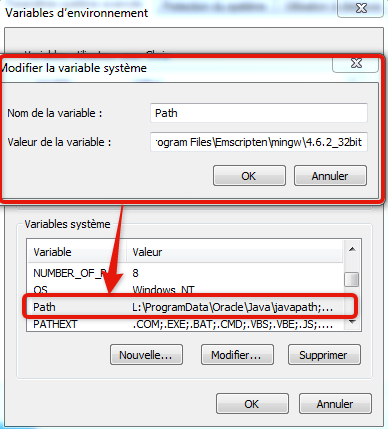 Variables d'environnement
Modifier la variable système
Nom de la variable :
Path
Valeur de la variable :
rogram Files\Emscripten\mingw\4.6.2_32bit
OK Annuler
Variables système
Variable Valeur
NUMBER_OF_P 8
OS Windows_NT
Path L:\ProgramData\Oracle\Java\javapath;...
PATHEXT .COM;.EXE;.BAT;.CMD;.VBS;.VBE;.JS;....
Nouvelle... Modifier... Supprimer
OK Annuler